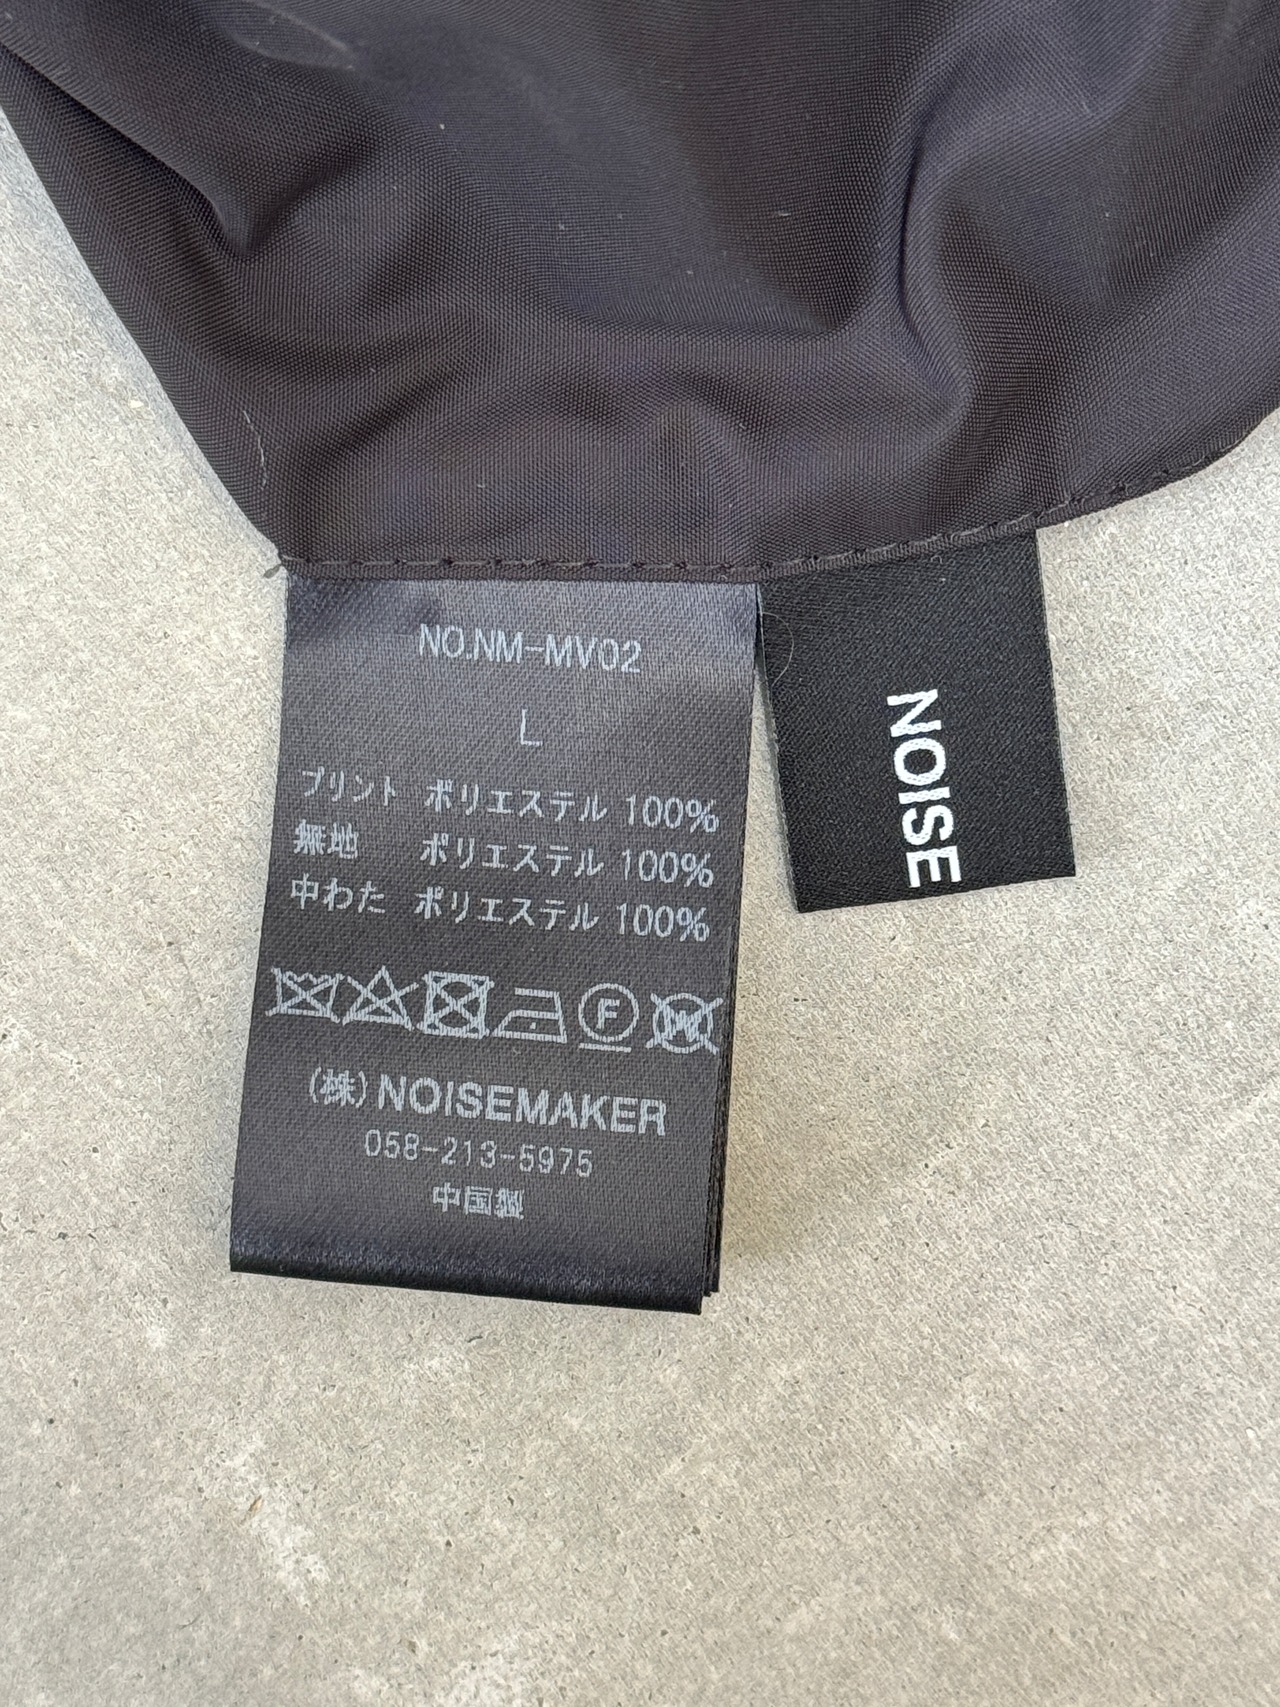 NO.NM-MV02
L
プリント ポリエステル 100%
無地 ポリエステル 100%
中わた ポリエステル 100%
F
W
(株)NOISEMAKER
058-213-5975
中国製
NOISE